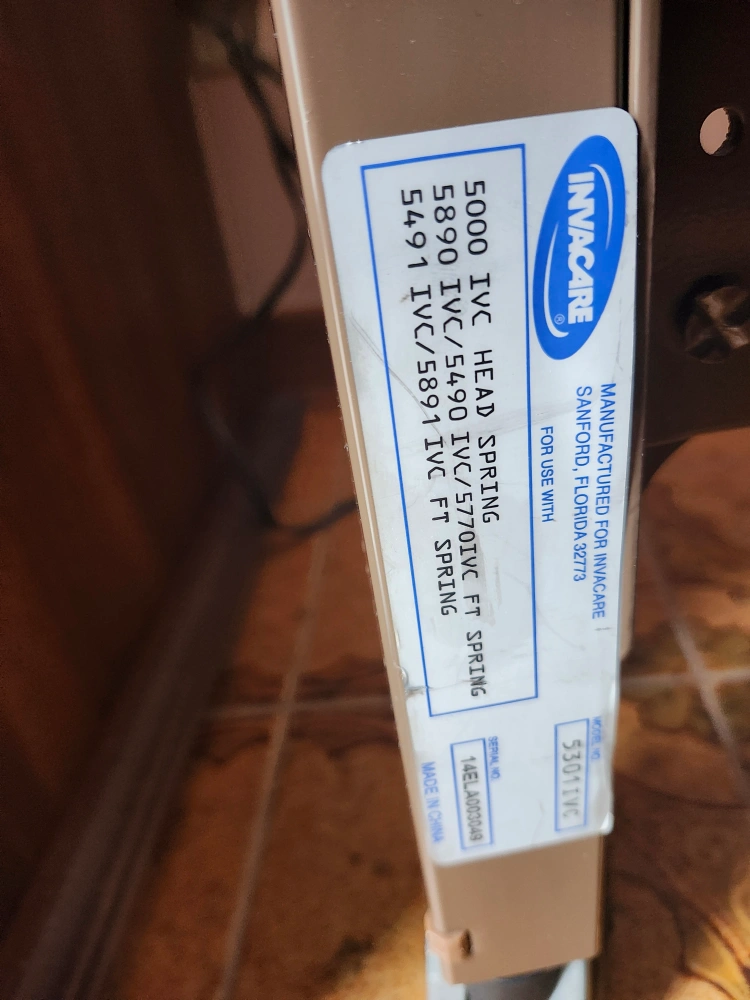 INVACARE ®
MANUFACTURED FOR INVACARE
SANFORD, FLORIDA 32773
FOR USE WITH
5000 IVC HEAD SPRING
5890 IVC/5490 IVC/5770IVC FT SPRING
5491 IVC/5891 IVC FT SPRING
MODEL NO.
5301IVC
SERIAL NO.
14ELA003049
MADE IN CHINA